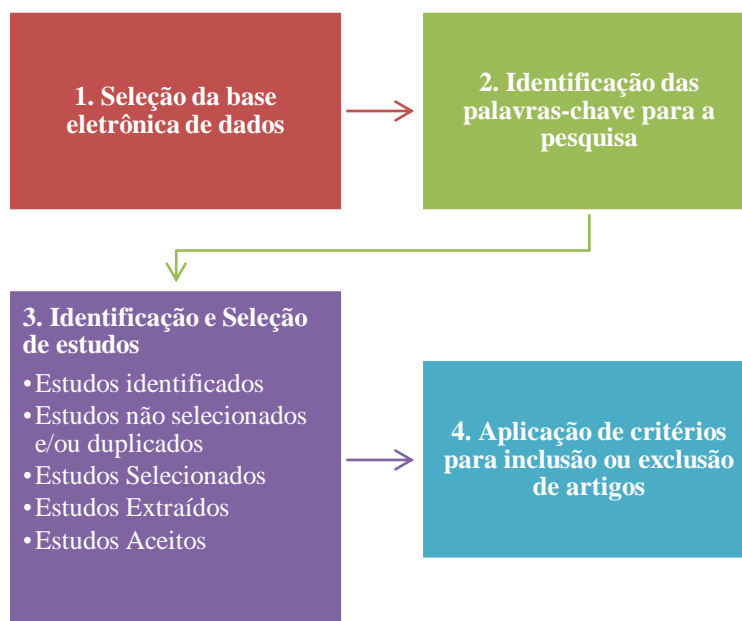 1. Seleção da base
eletrônica de dados
2. Identificação das
palavras-chave para a
pesquisa
3. Identificação e Seleção
de estudos
•Estudos identificados
•Estudos não selecionados
e/ou duplicados
•Estudos Selecionados
•Estudos Extraídos
•Estudos Aceitos
4. Aplicação de critérios
para inclusão ou exclusão
de artigos